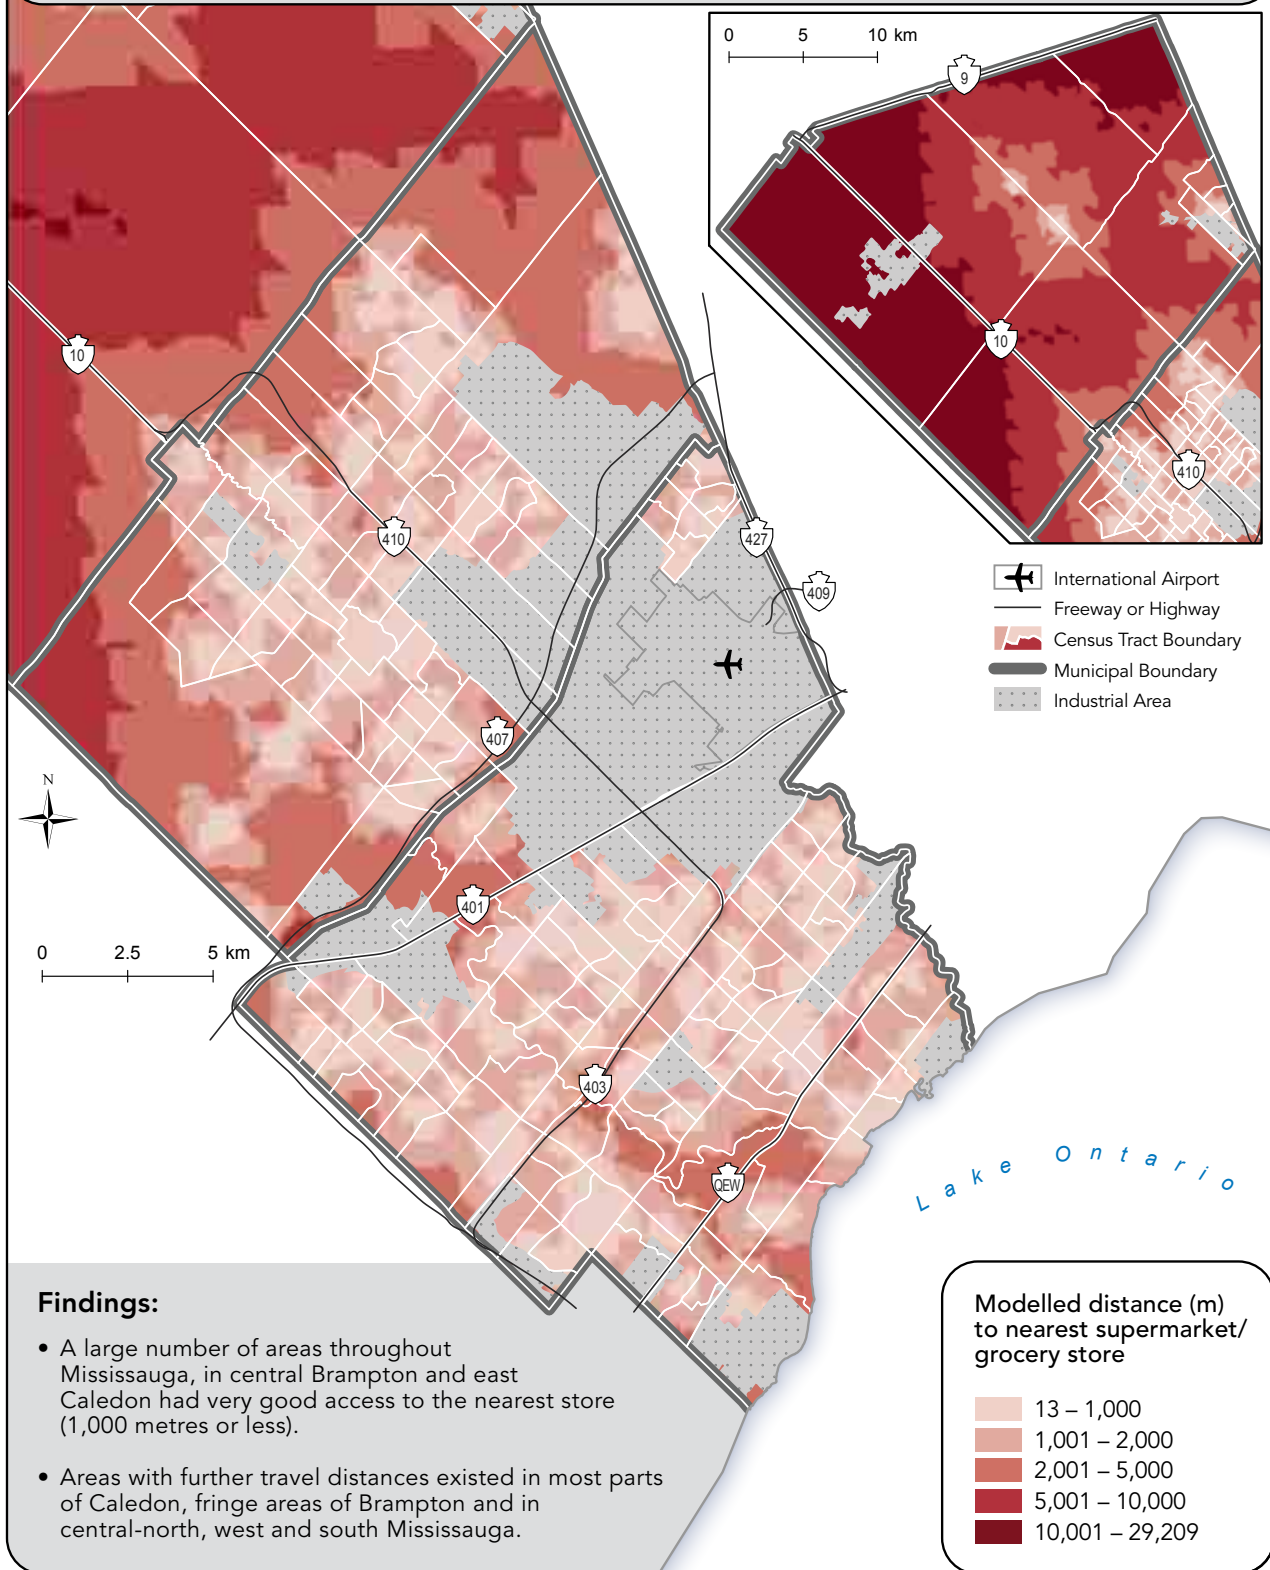 0 5 10 km
9
10
410
10
410
427
409
407
401
403
QEW
International Airport
Freeway or Highway
Census Tract Boundary
Municipal Boundary
Industrial Area
N
0 2.5 5 km
Lake Ontario
Findings:
• A large number of areas throughout
Mississauga, in central Brampton and east
Caledon had very good access to the nearest store
(1,000 metres or less).
• Areas with further travel distances existed in most parts
of Caledon, fringe areas of Brampton and in
central-north, west and south Mississauga.
Modelled distance (m)
to nearest supermarket/
grocery store
13 – 1,000
1,001 – 2,000
2,001 – 5,000
5,001 – 10,000
10,001 – 29,209